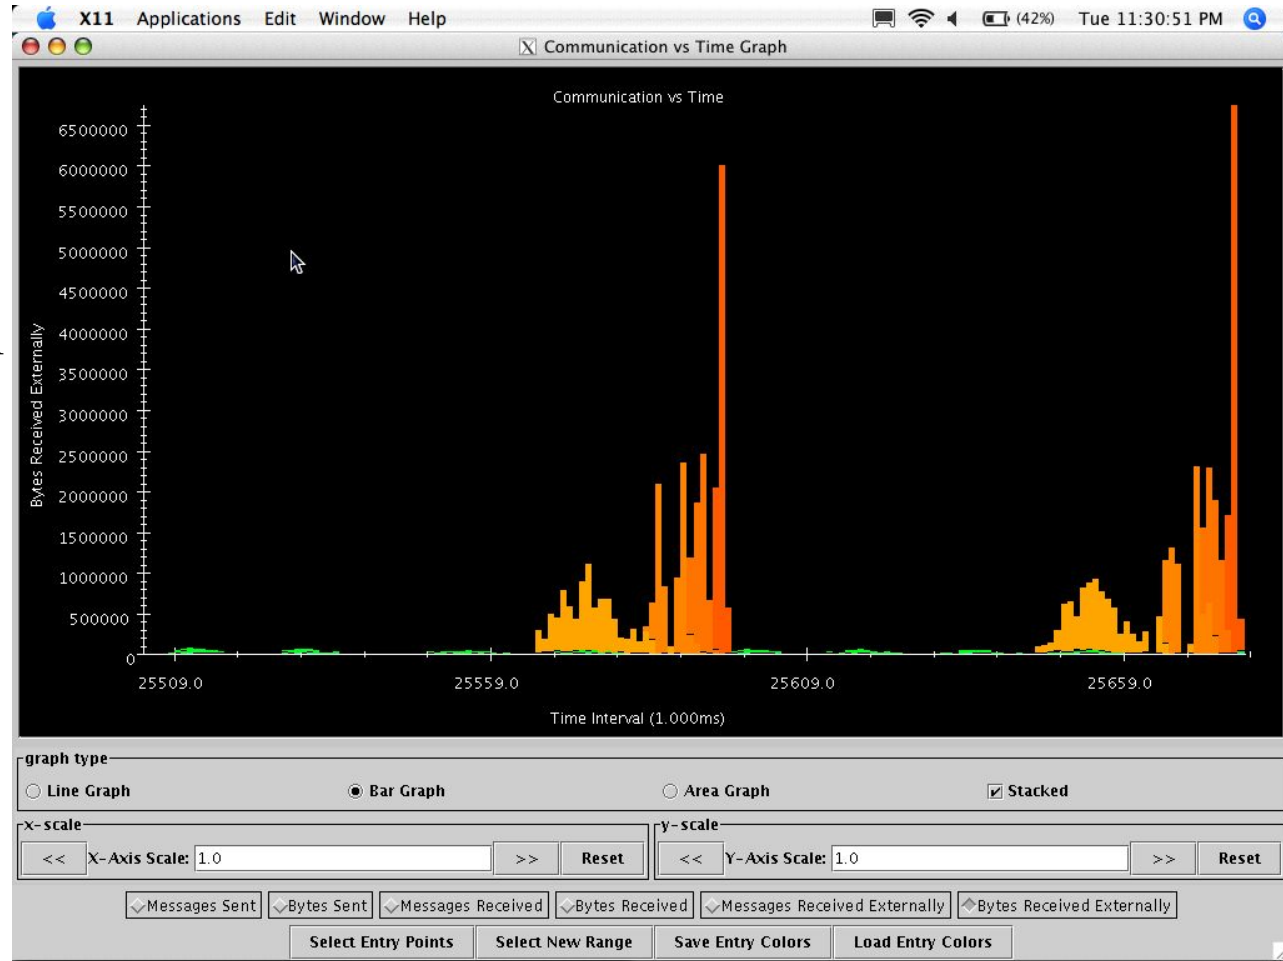 X11 Applications Edit Window Help (42%) Tue 11:30:51 PM
X Communication vs Time Graph
Communication vs Time
6500000
6000000
5500000
5000000
4500000
4000000
3500000
3000000
2500000
2000000
1500000
1000000
500000
0
Bytes Received Externally
25509.0 25559.0 25609.0 25659.0
Time Interval (1.000ms)
graph type
Line Graph Bar Graph Area Graph Stacked
x-scale y-scale
<< X-Axis Scale: 1.0 >> Reset << Y-Axis Scale: 1.0 >> Reset
Messages Sent Bytes Sent Messages Received Bytes Received Messages Received Externally Bytes Received Externally
Select Entry Points Select New Range Save Entry Colors Load Entry Colors